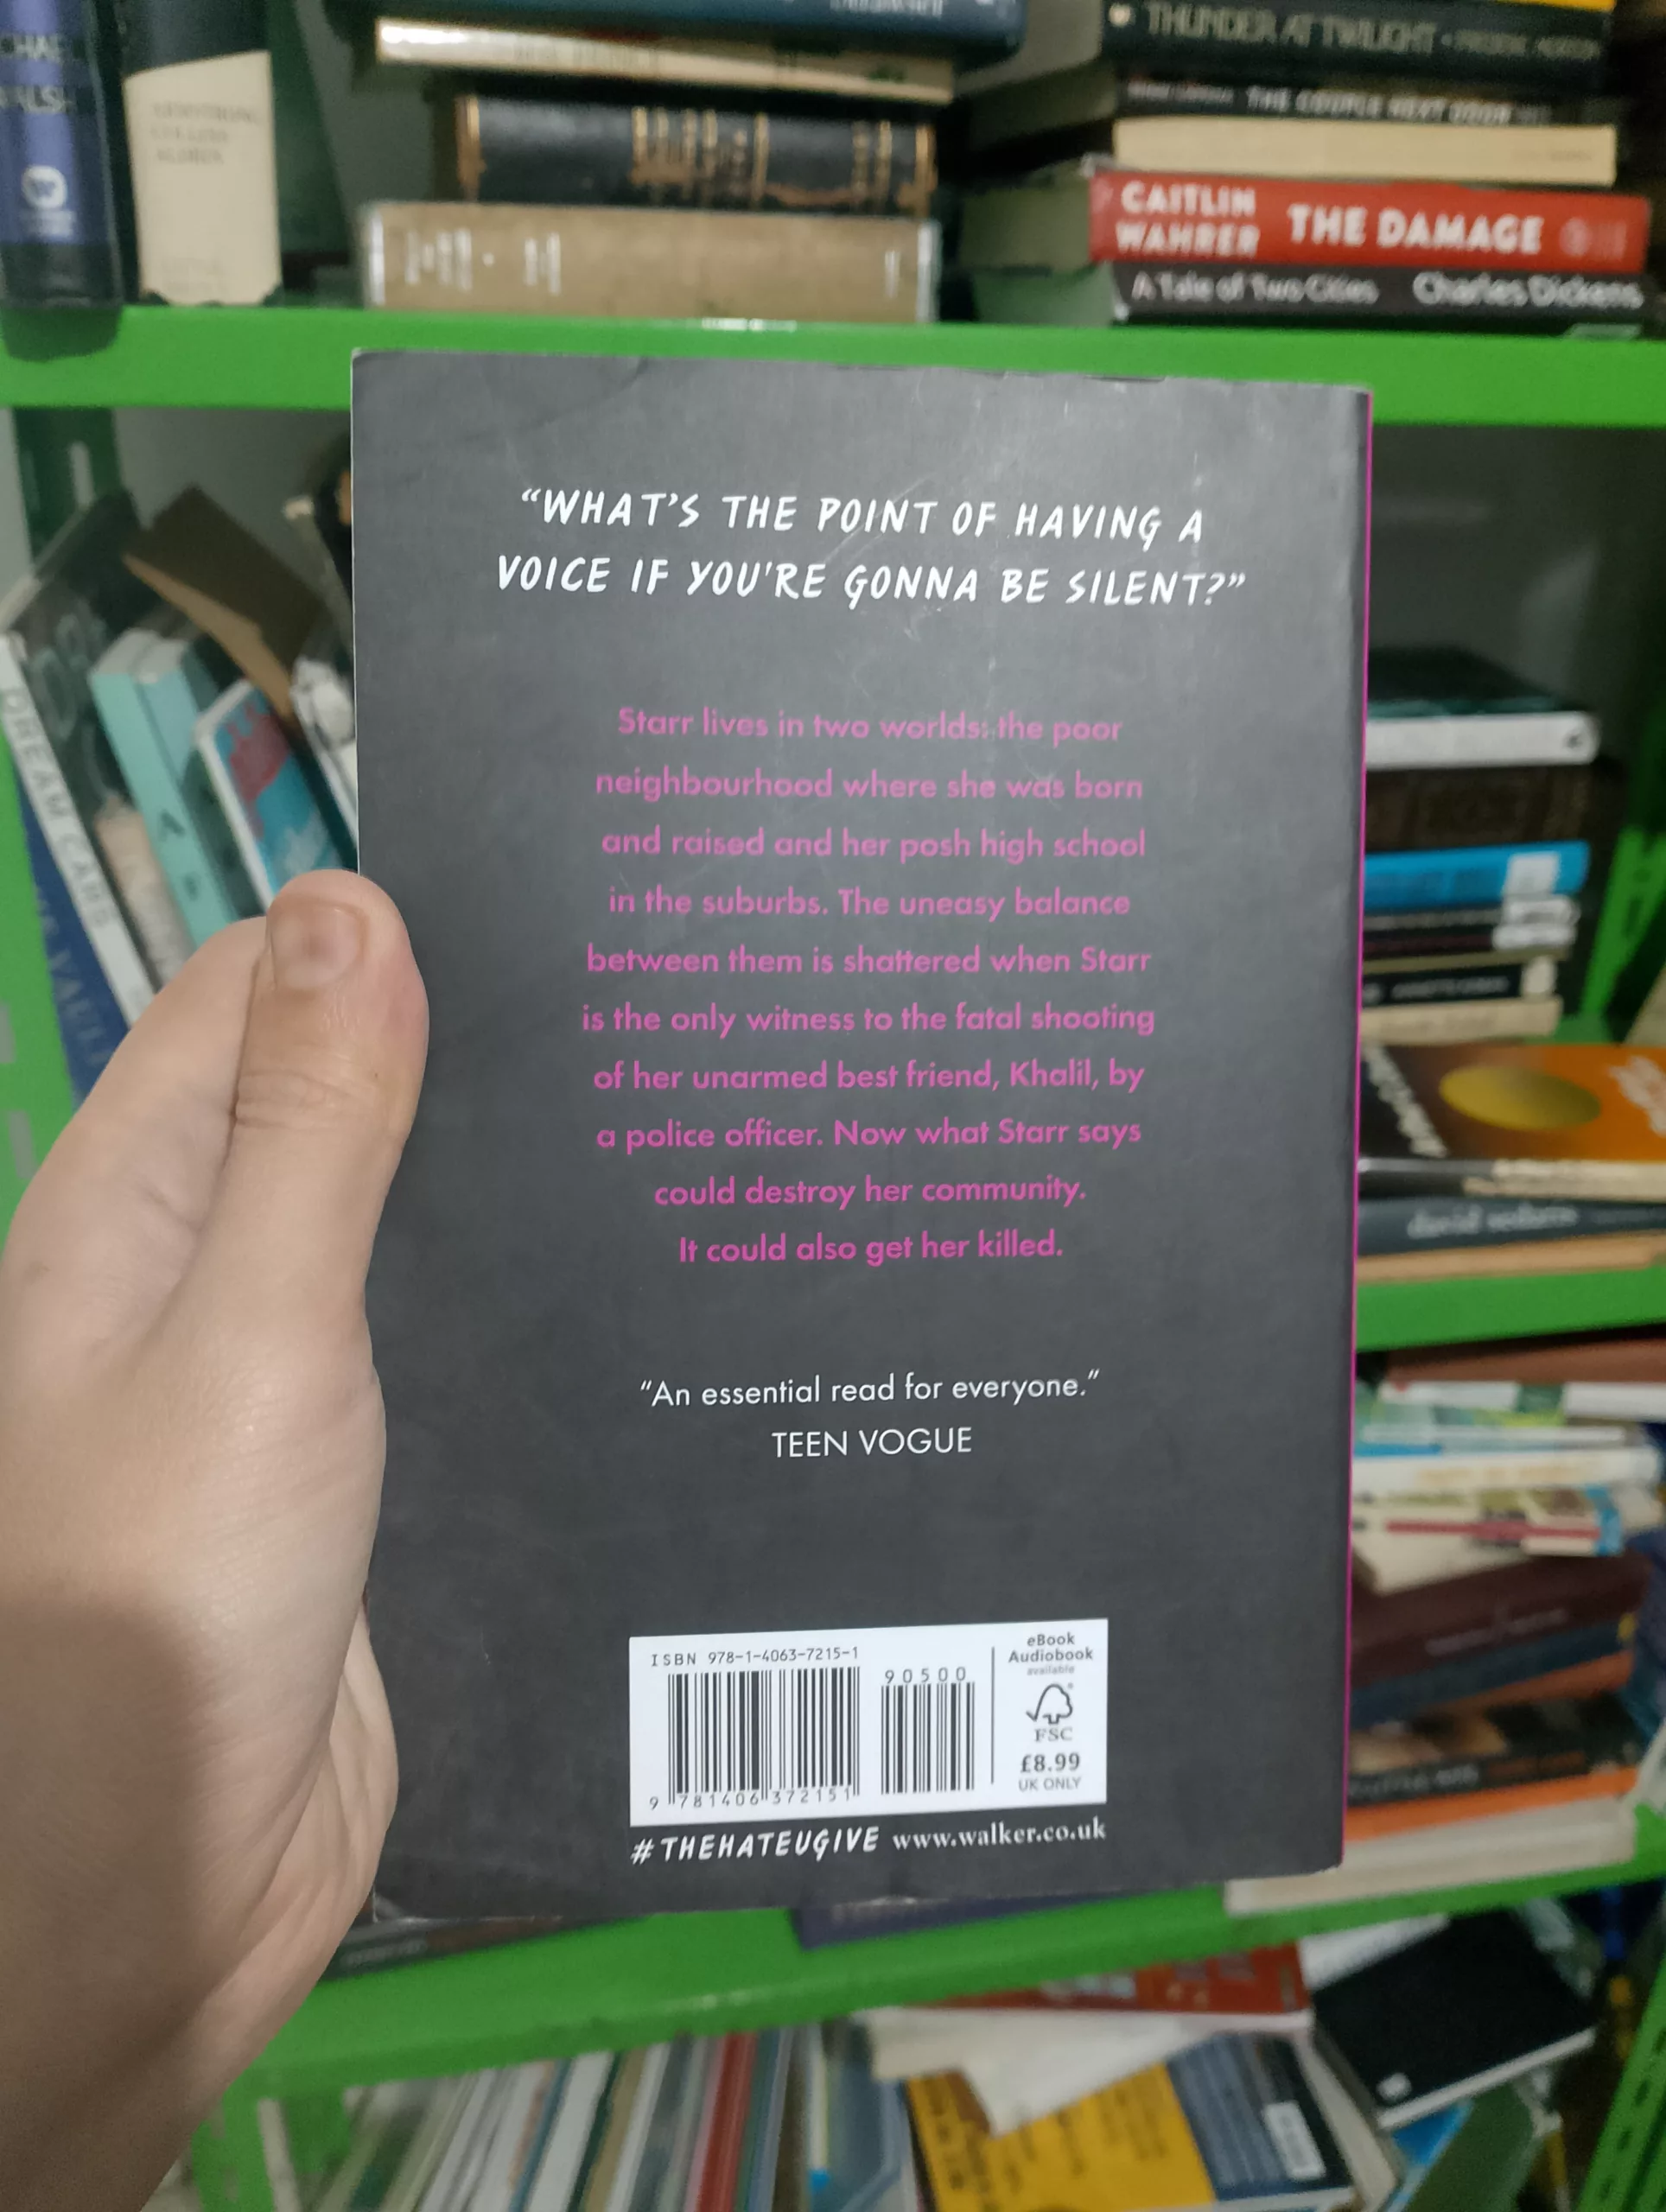 THUNDER AT TWILIGHT
THE COUPLE NEXT DOOR
CAITLIN
WAHRER
THE DAMAGE
A Tale of Two Cities Charles Dickens
DREAM CARS
"WHAT'S THE POINT OF HAVING A
VOICE IF YOU'RE GONNA BE SILENT?"
Starr lives in two worlds: the poor
neighbourhood where she was born
and raised and her posh high school
in the suburbs. The uneasy balance
between them is shattered when Starr
is the only witness to the fatal shooting
of her unarmed best friend, Khalil, by
a police officer. Now what Starr says
could destroy her community.
It could also get her killed.
"An essential read for everyone."
TEEN VOGUE
ISBN 978-1-4063-7215-1
90500
9 781406 372151
eBook
Audiobook
available
FSC
£8.99
UK ONLY
#THEHATEUGIVE www.walker.co.uk